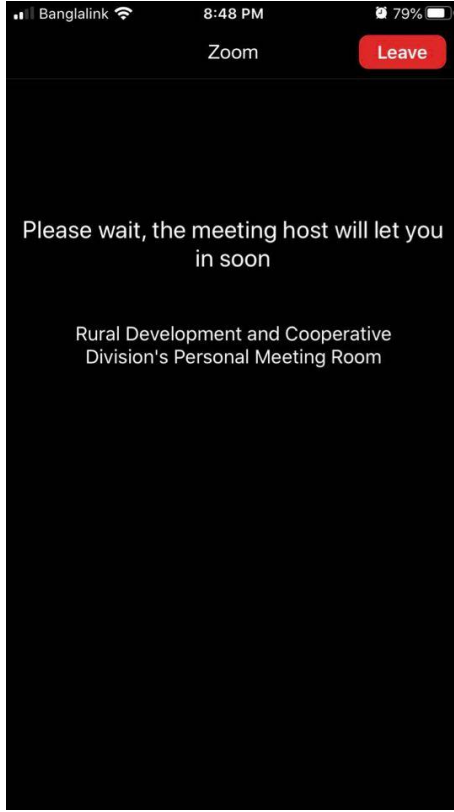 Banglalink 8:48 PM 79%
Zoom Leave
Please wait, the meeting host will let you
in soon
Rural Development and Cooperative
Division's Personal Meeting Room